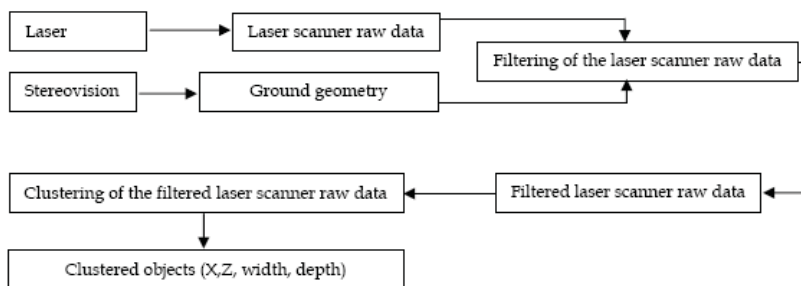 Laser
Laser scanner raw data
Filtering of the laser scanner raw data
Stereovision
Ground geometry
Clustering of the filtered laser scanner raw data
Filtered laser scanner raw data
Clustered objects (X,Z, width, depth)